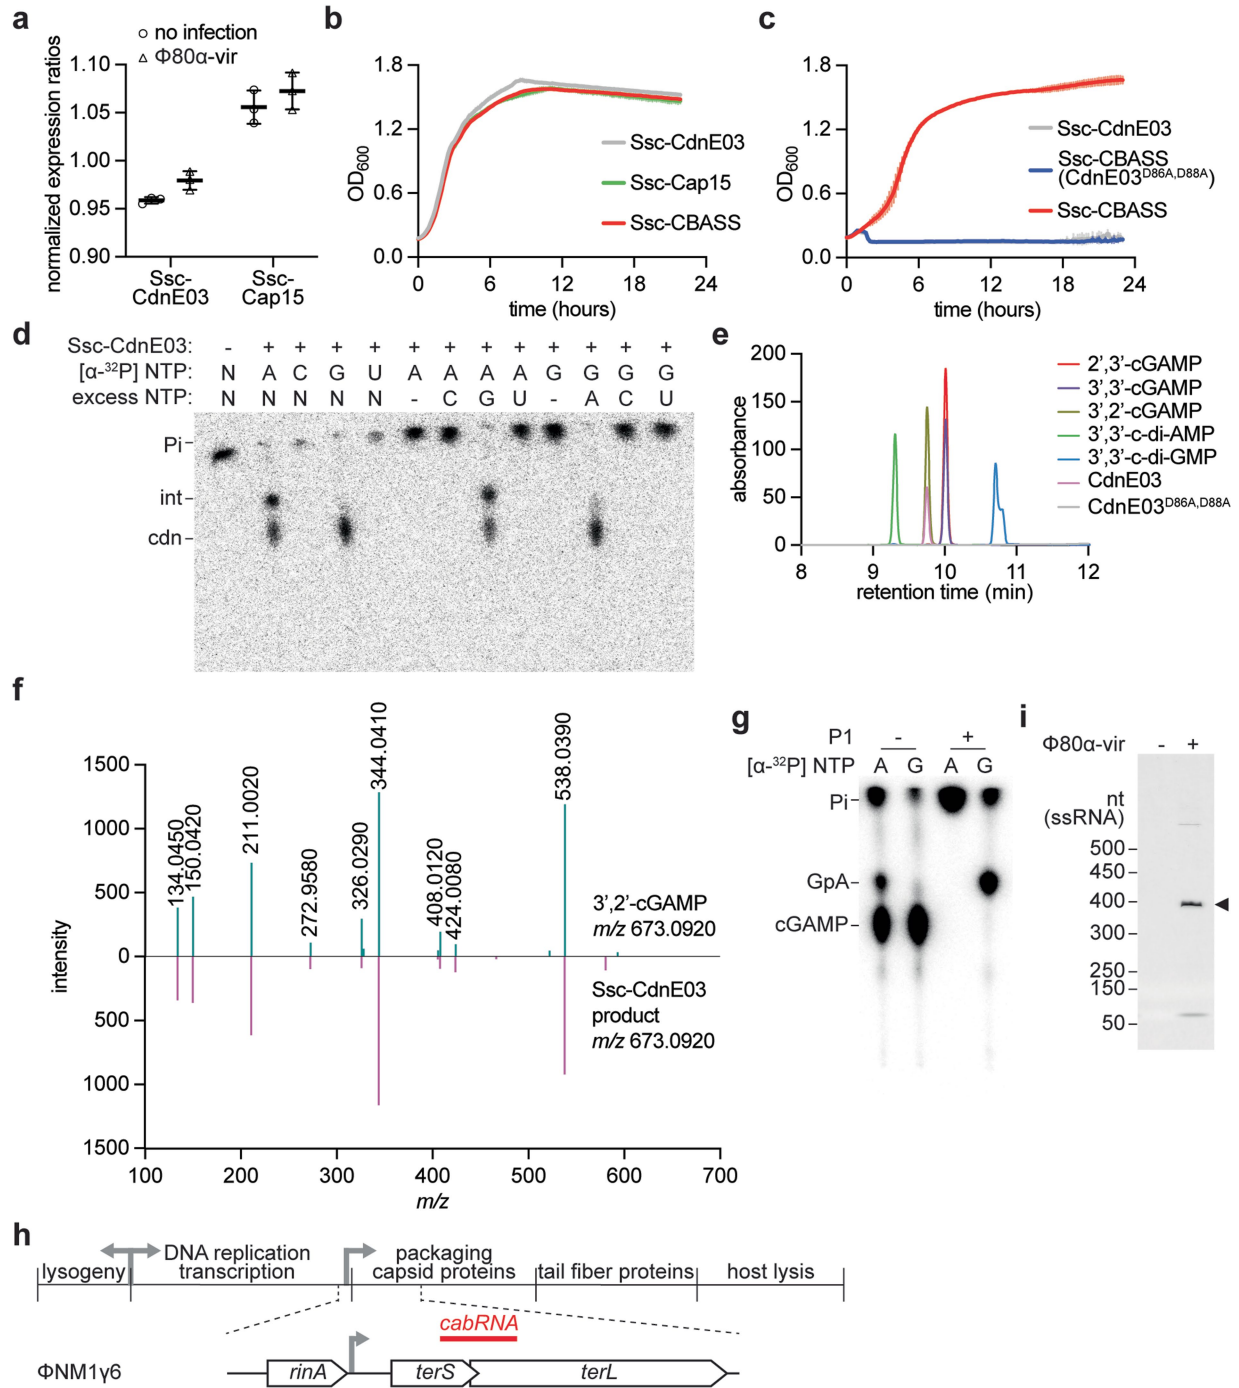 a
no infection
Φ80α-vir
normalized expression ratios
1.10
1.05
1.00
0.95
0.90
Ssc-
CdnE03
Ssc-
Cap15
b
OD600
1.8
1.2
0.6
0.0
0 6 12 18 24
time (hours)
Ssc-CdnE03
Ssc-Cap15
Ssc-CBASS
c
OD600
1.8
1.2
0.6
0.0
0 6 12 18 24
time (hours)
Ssc-CdnE03
Ssc-CBASS
(CdnE03D86A,D88A)
Ssc-CBASS
d
Ssc-CdnE03: - + + + + + + + + + + + +
[α-32P] NTP: N A C G U A A A A G G G G
excess NTP: N N N N N - C G U - A C U
Pi
int
cdn
e
absorbance
200
150
100
50
0
8 9 10 11 12
retention time (min)
2',3'-cGAMP
3',3'-cGAMP
3',2'-cGAMP
3',3'-c-di-AMP
3',3'-c-di-GMP
CdnE03
CdnE03D86A,D88A
f
intensity
1500
1000
500
0
500
1000
1500
100 200 300 400 500 600 700
m/z
134.0450
150.0420
211.0020
272.9580
326.0290
344.0410
408.0120
424.0080
538.0390
3',2'-cGAMP
m/z 673.0920
Ssc-CdnE03
product
m/z 673.0920
g
P1 - +
[α-32P] NTP A G A G
Pi
GpA
cGAMP
i
Φ80α-vir - +
nt
(ssRNA)
500
450
400
300
250
150
50
h
lysogeny
DNA replication
transcription
packaging
capsid proteins
tail fiber proteins
host lysis
cabRNA
ΦNM1γ6
rinA
terS
terL